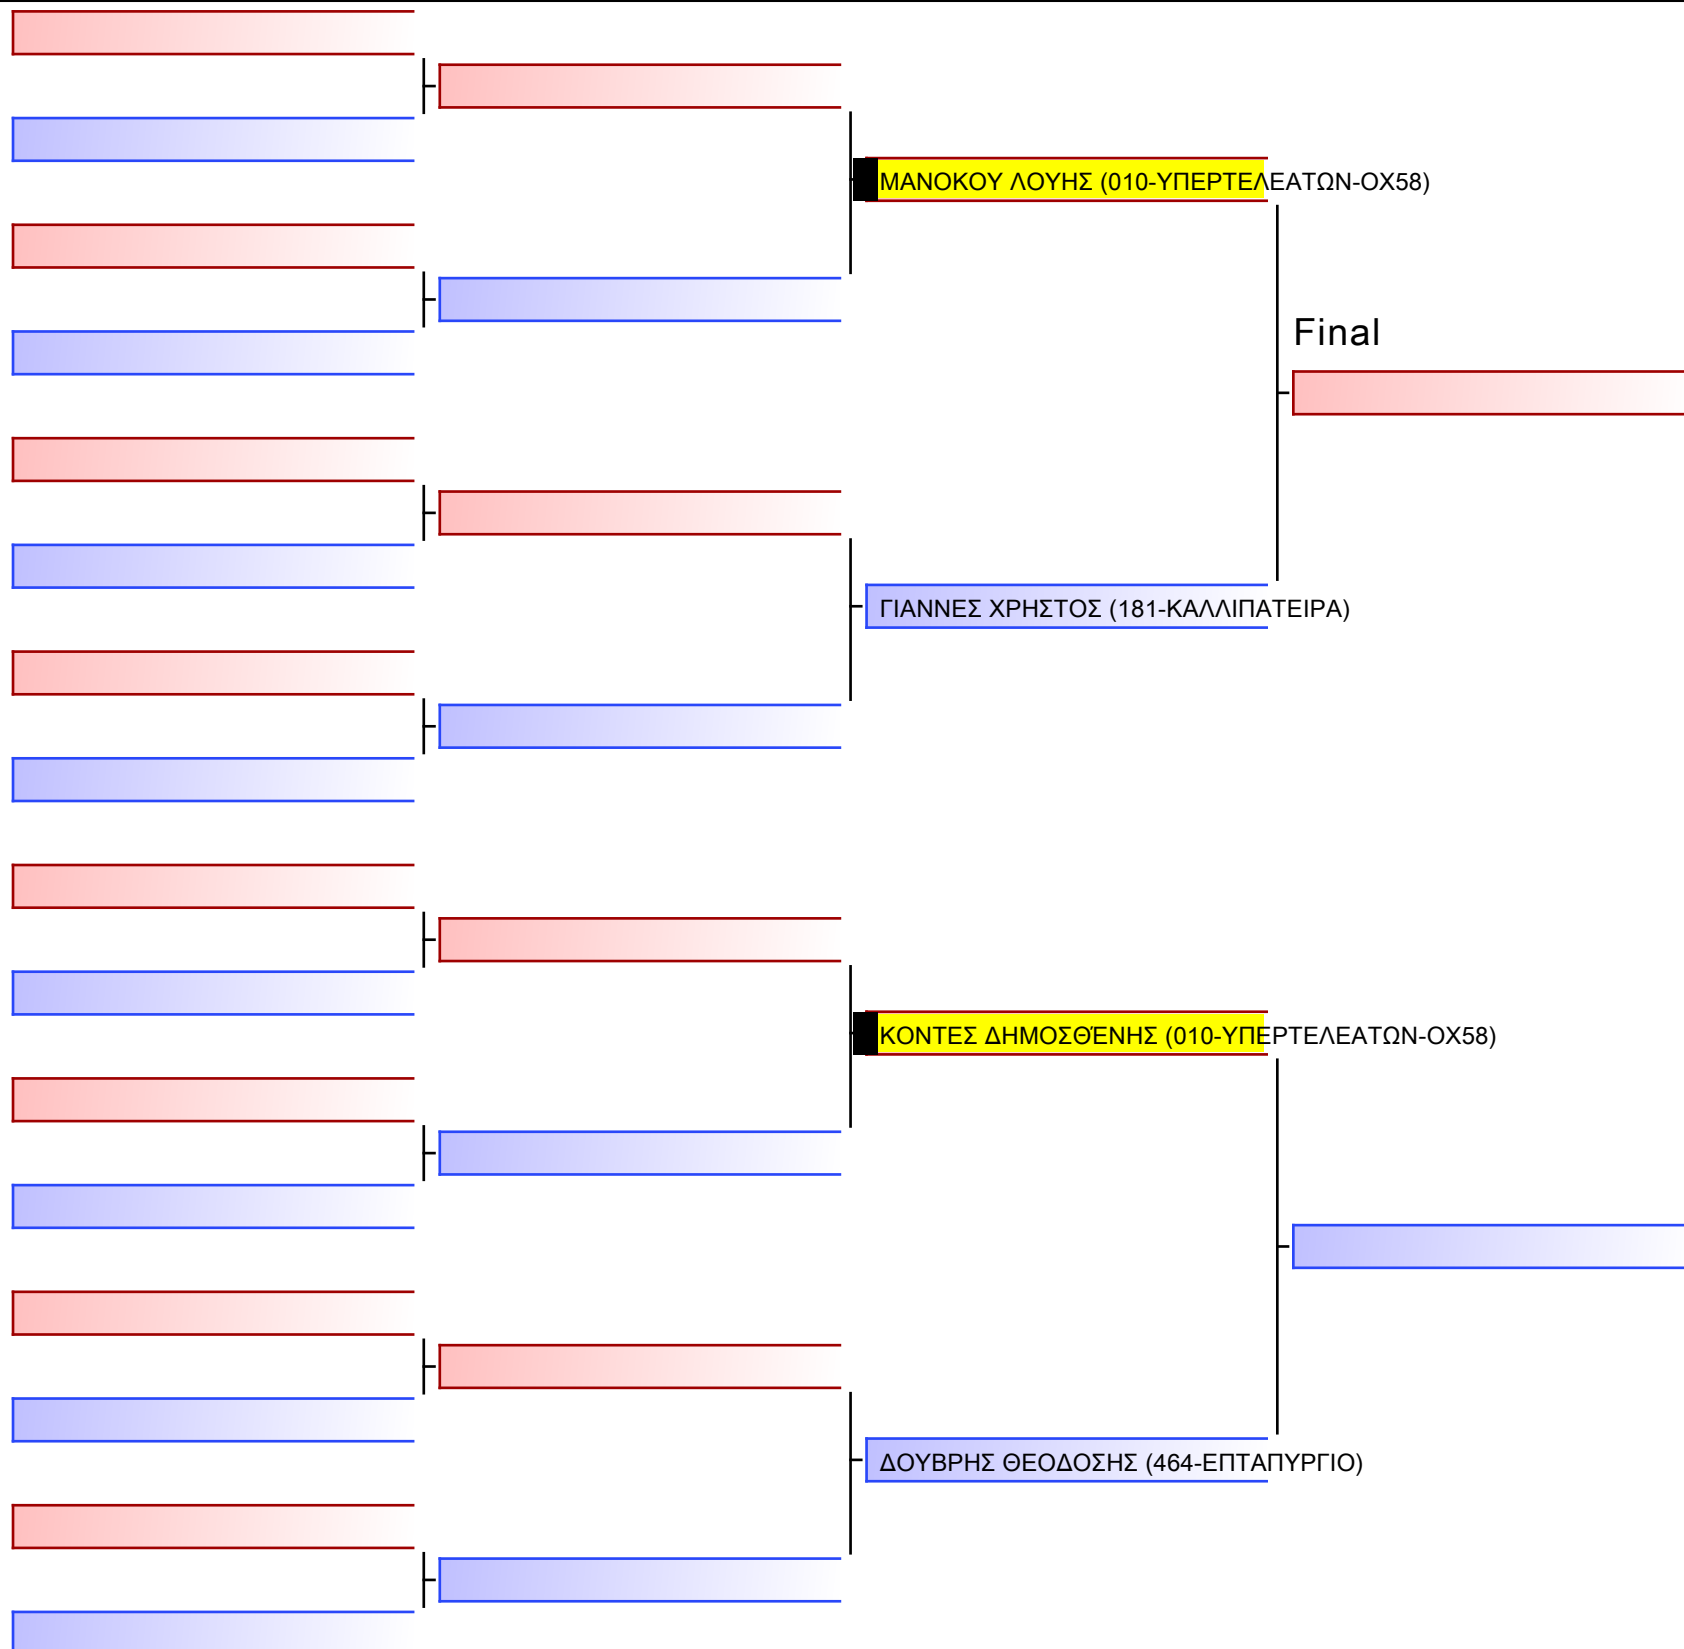 ΜΑΝΟΚΟΥ ΛΟΥΗΣ (010-ΥΠΕΡΤΕΛΕΑΤΩΝ-ΟΧ58)
Final
ΓΙΑΝΝΕΣ ΧΡΗΣΤΟΣ (181-ΚΑΛΛΙΠΑΤΕΙΡΑ)
ΚΟΝΤΕΣ ΔΗΜΟΣΘΈΝΗΣ (010-ΥΠΕΡΤΕΛΕΑΤΩΝ-ΟΧ58)
ΔΟΥΒΡΗΣ ΘΕΟΔΟΣΗΣ (464-ΕΠΤΑΠΥΡΓΙΟ)